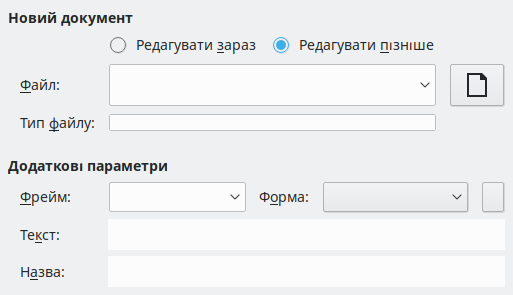 Новий документ
Редагувати зараз Редагувати пізніше
Файл:
Тип файлу:
Додаткові параметри
Фрейм: Форма:
Текст:
Назва: